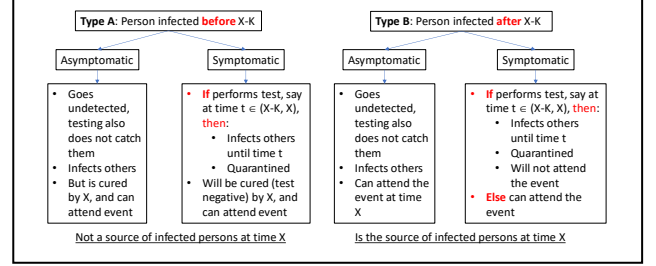 Type A: Person infected before X-K
Type B: Person infected after X-K
Asymptomatic
Symptomatic
Asymptomatic
Symptomatic
• Goes
undetected,
testing also
does not catch
them
• Infects others
• But is cured
by X, and can
attend event
• If performs test, say
at time t ∈ (X-K, X),
then:
• Infects others
until time t
• Quarantined
• Will be cured (test
negative) by X, and
can attend event
• Goes
undetected,
testing also
does not catch
them
• Infects others
• Can attend the
event at time
X
• If performs test, say at
time t ∈ (X-K, X), then:
• Infects others
until time t
• Quarantined
• Will not attend
the event
• Else can attend the
event
Not a source of infected persons at time X
Is the source of infected persons at time X